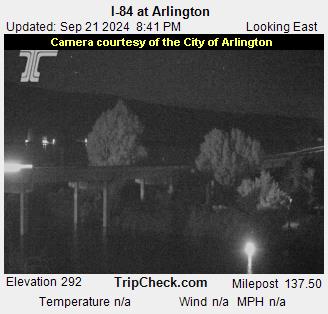 I-84 at Arlington
Updated: Sep 21 2024 8:41 PM Looking East
Camera courtesy of the City of Arlington
Elevation 292 TripCheck.com Milepost 137.50
Temperature n/a Wind n/a MPH n/a